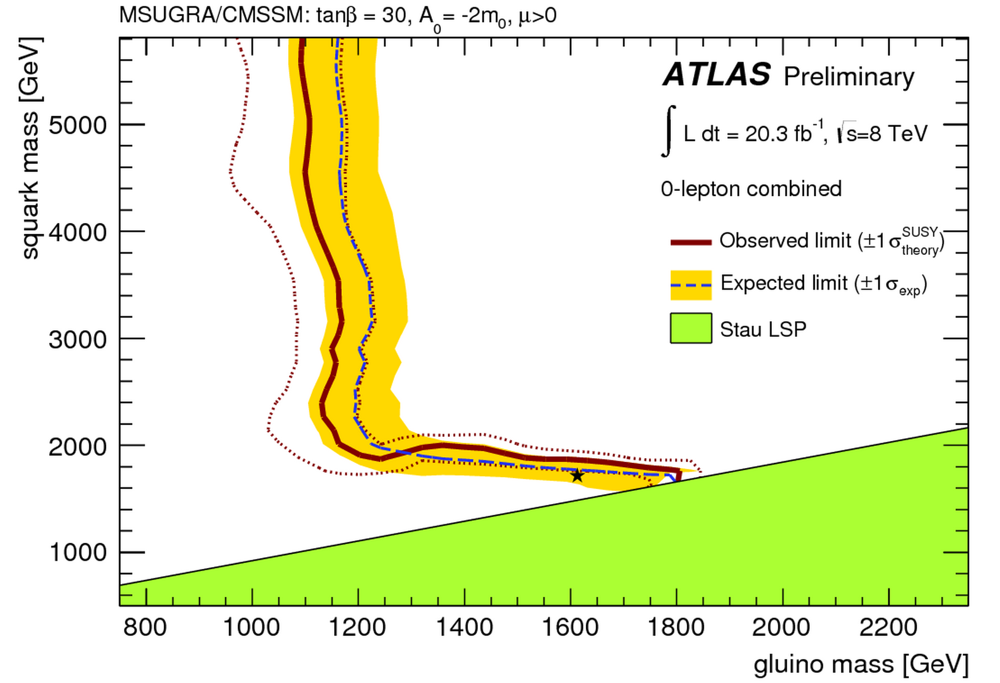 MSUGRA/CMSSM: tanβ = 30, A₀= -2m₀, μ>0
squark mass [GeV]
5000
4000
3000
2000
1000
ATLAS Preliminary
∫ L dt = 20.3 fb⁻¹, √s=8 TeV
0-lepton combined
Observed limit (±1 σ^SUSY_theory)
Expected limit (±1 σ_exp)
Stau LSP
800 1000 1200 1400 1600 1800 2000 2200
gluino mass [GeV]